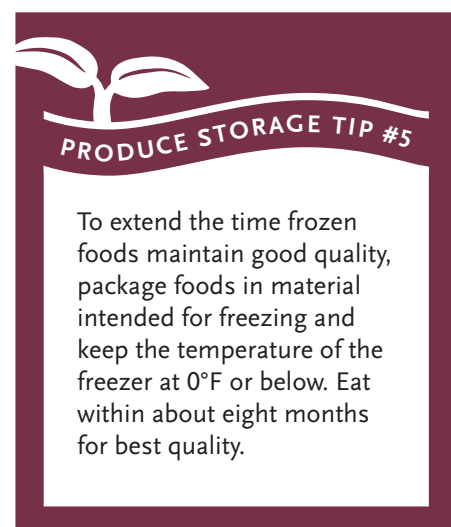 PRODUCE STORAGE TIP #5
To extend the time frozen
foods maintain good quality,
package foods in material
intended for freezing and
keep the temperature of the
freezer at 0°F or below. Eat
within about eight months
for best quality.